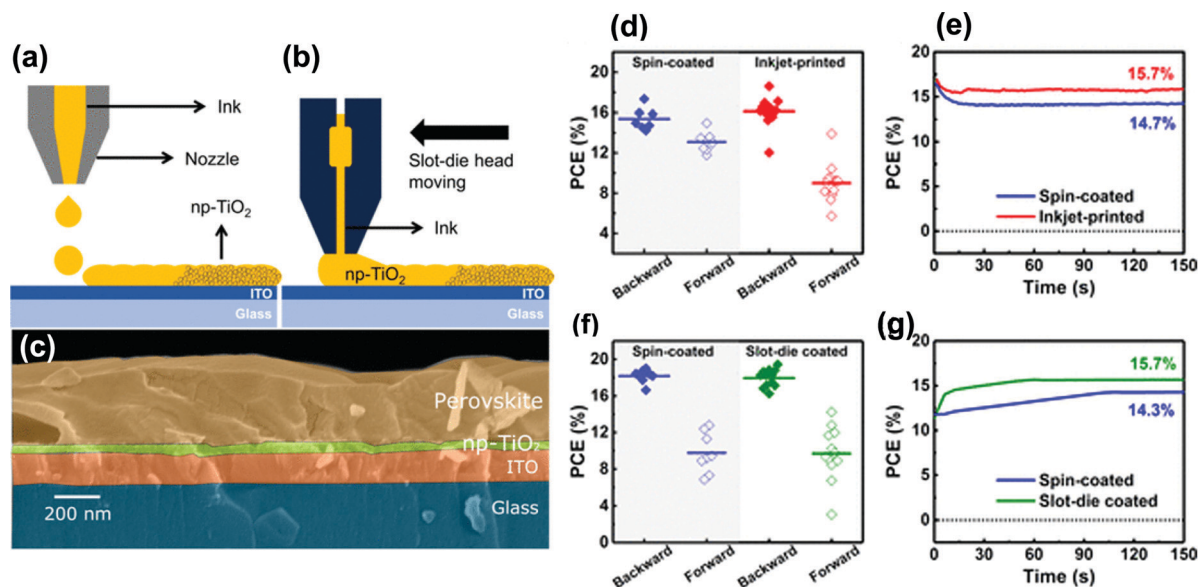 (a)
Ink
Nozzle
np-TiO2
ITO
Glass
(b)
Slot-die head
moving
Ink
np-TiO2
ITO
Glass
(c)
Perovskite
np-TiO2
ITO
Glass
200 nm
(d)
Spin-coated
Inkjet-printed
PCE (%)
20
16
12
8
4
Backward
Forward
Backward
Forward
(e)
PCE (%)
20
15
10
5
0
15.7%
14.7%
Spin-coated
Inkjet-printed
0 30 60 90 120 150
Time (s)
(f)
Spin-coated
Slot-die coated
PCE (%)
20
16
12
8
4
0
Backward
Forward
Backward
Forward
(g)
PCE (%)
20
15
10
5
0
15.7%
14.3%
Spin-coated
Slot-die coated
0 30 60 90 120 150
Time (s)